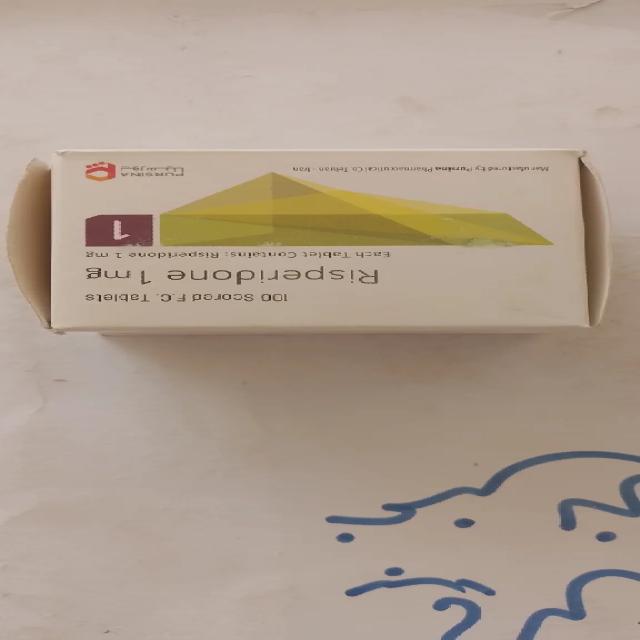 100 Scored F.C. Tablets
Risperidone 1 mg
Each Tablet Contains: Risperidone 1 mg
1
Manufactured by Pursina Pharmaceutical Co. Tehran - Iran
PURSINA
پورسینا